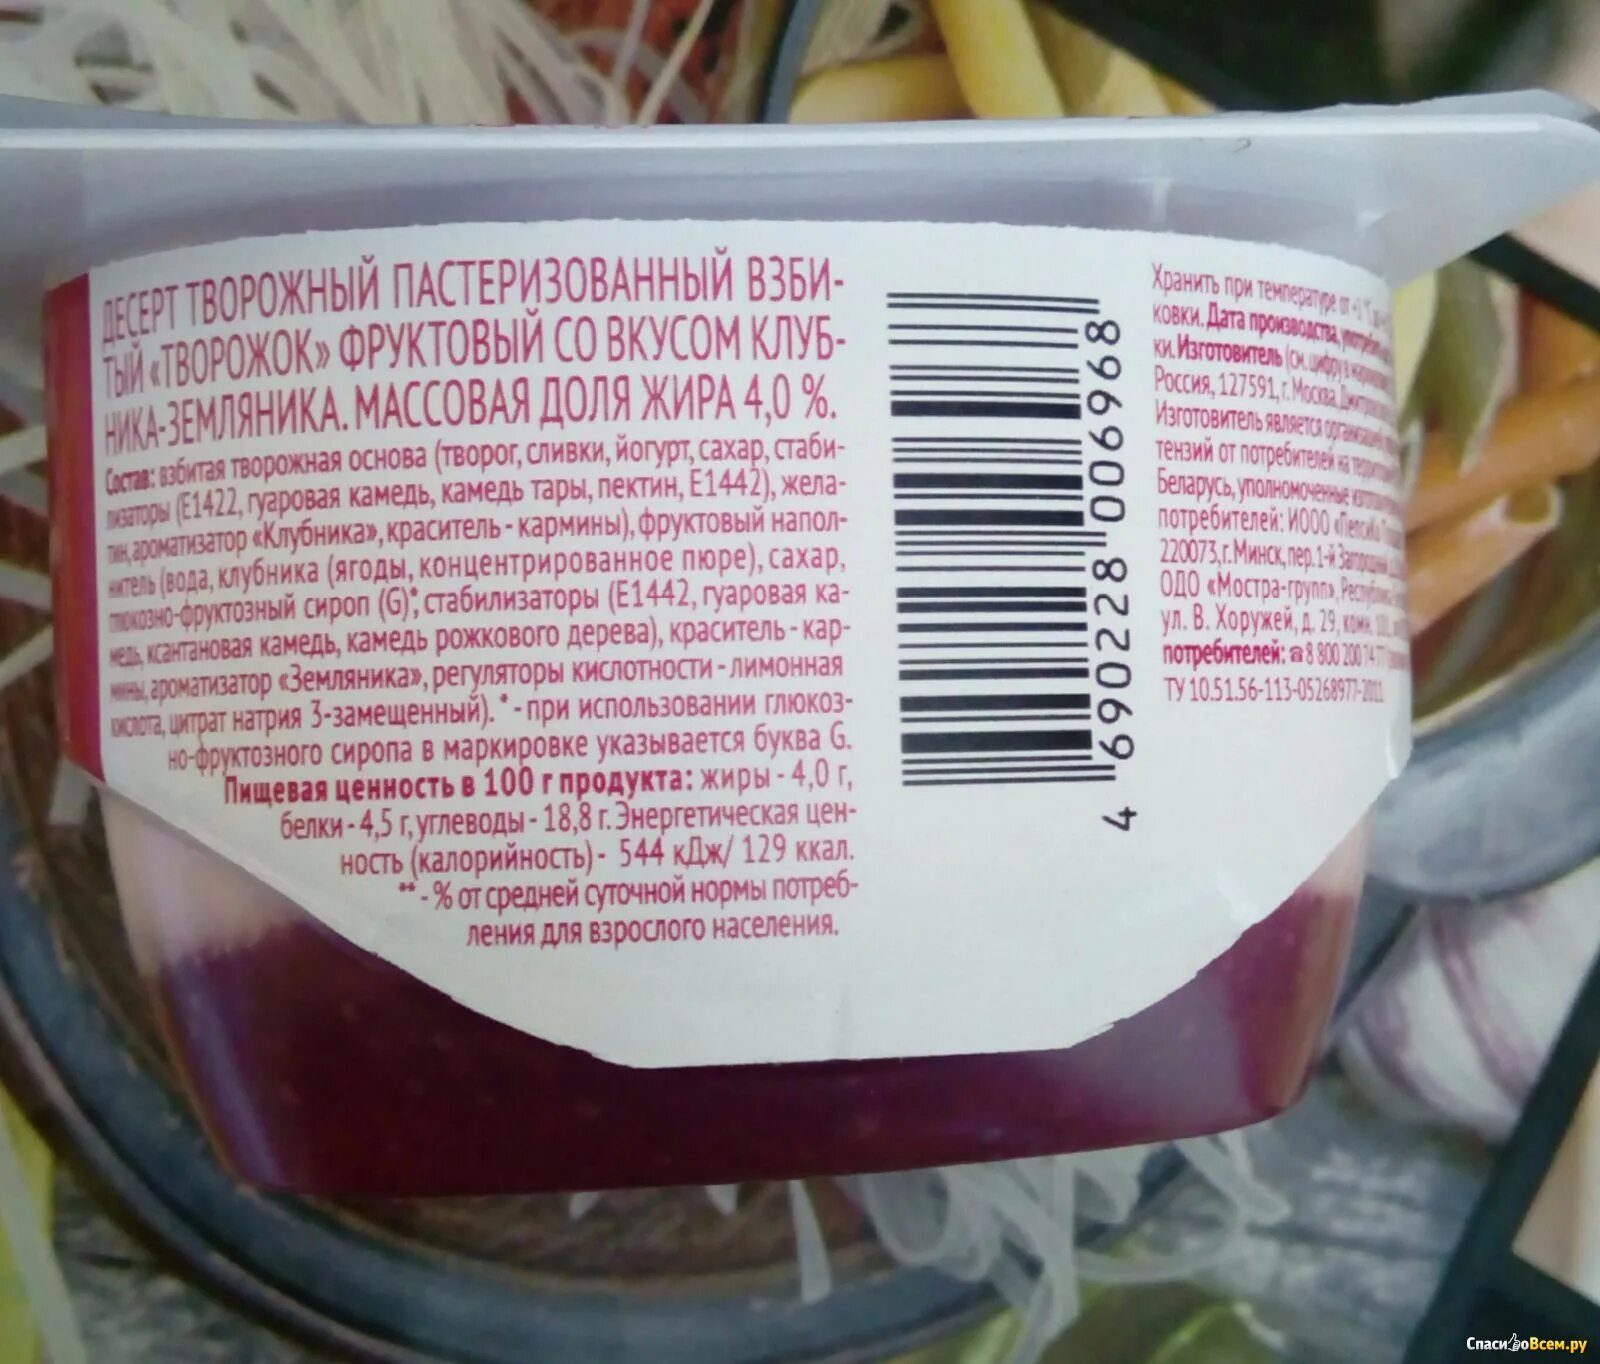 ДЕСЕРТ ТВОРОЖНЫЙ ПАСТЕРИЗОВАННЫЙ ВЗБИ-
ТЫЙ «ТВОРОЖОК» ФРУКТОВЫЙ СО ВКУСОМ КЛУБ-
НИКА-ЗЕМЛЯНИКА. МАССОВАЯ ДОЛЯ ЖИРА 4,0 %.
Состав: взбитая творожная основа (творог, сливки, йогурт, сахар, стаби-
лизаторы (Е1422, гуаровая камедь, камедь тары, пектин, Е1442), жела-
тин, ароматизатор «Клубника», краситель - кармины), фруктовый напол-
нитель (вода, клубника (ягоды, концентрированное пюре), сахар,
глюкозно-фруктозный сироп (G)*, стабилизаторы (Е1442, гуаровая ка-
медь, ксантановая камедь, камедь рожкового дерева), краситель - кар-
мины, ароматизатор «Земляника», регуляторы кислотности - лимонная
кислота, цитрат натрия 3-замещенный). * - при использовании глюкоз-
но-фруктозного сиропа в маркировке указывается буква G.
Пищевая ценность в 100 г продукта: жиры - 4,0 г,
белки - 4,5 г, углеводы - 18,8 г. Энергетическая цен-
ность (калорийность) - 544 кДж/ 129 ккал.
** - % от средней суточной нормы потреб-
ления для взрослого населения.
4 690228 006968
Хранить при температуре от +1 °C
ковки. Дата производства,
ки. Изготовитель (см. цифру в
Россия, 127591, г. Москва,
Изготовитель является
тензий от потребителей на
Беларусь, уполномоченные
потребителей: ИООО
220073, г. Минск, пер. 1-й
ОДО «Мостра-групп»,
ул. В. Хоружей, д. 29,
потребителей: ☎ 8 800 200
ТУ 10.51.56-113-05268977-
СпасибоВсем.ру